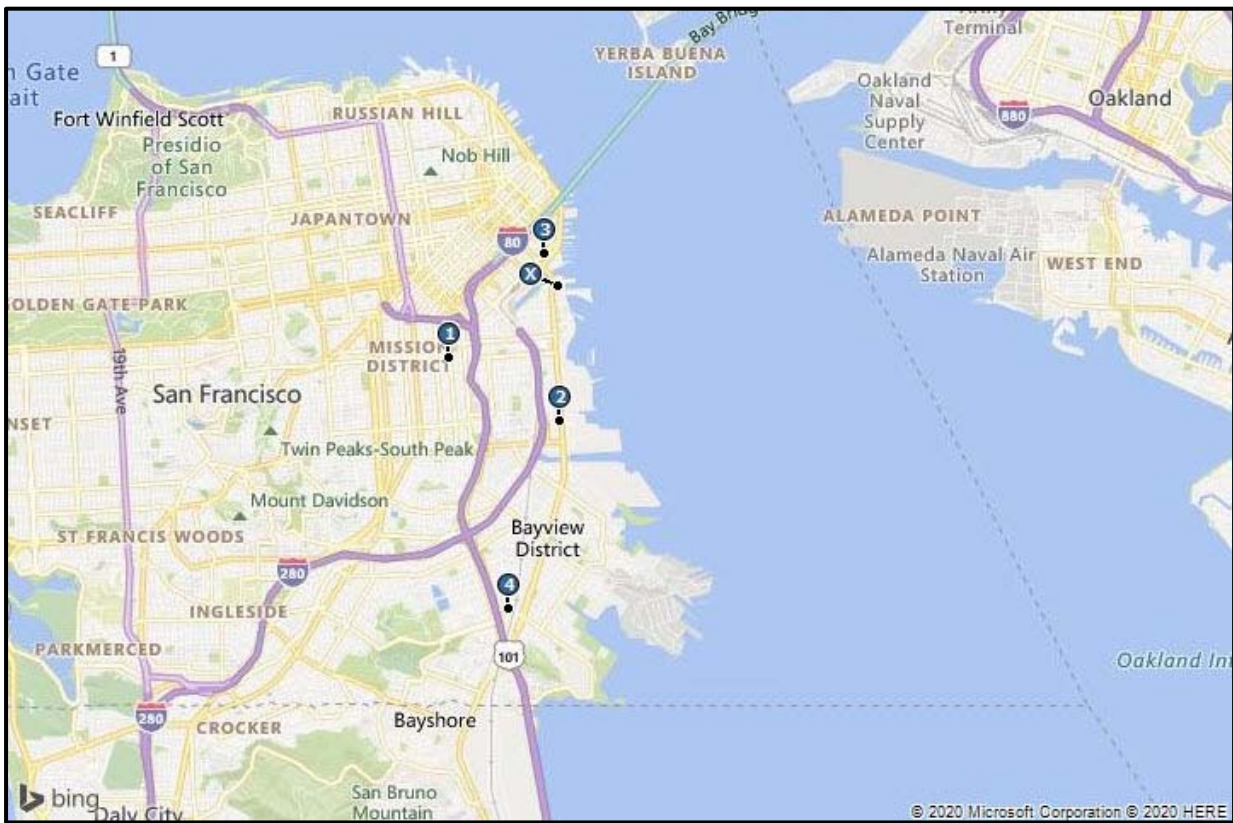 Army
Terminal
Bay Bridge
YERBA BUENA
ISLAND
1
n Gate
ait
Oakland
Naval
Supply
Center
Oakland
880
Fort Winfield Scott
RUSSIAN HILL
Presidio
of San
Francisco
Nob Hill
SEACLIFF
JAPANTOWN
ALAMEDA POINT
80
3
Alameda Naval Air
Station
WEST END
X
GOLDEN GATE PARK
1
MISSION
DISTRICT
19th Ave
San Francisco
2
NSET
Twin Peaks-South Peak
Mount Davidson
ST FRANCIS WOODS
Bayview
District
280
4
INGLESIDE
PARKMERCED
101
Oakland Int
280
CROCKER
Bayshore
San Bruno
Mountain
bing
Daly City
© 2020 Microsoft Corporation © 2020 HERE